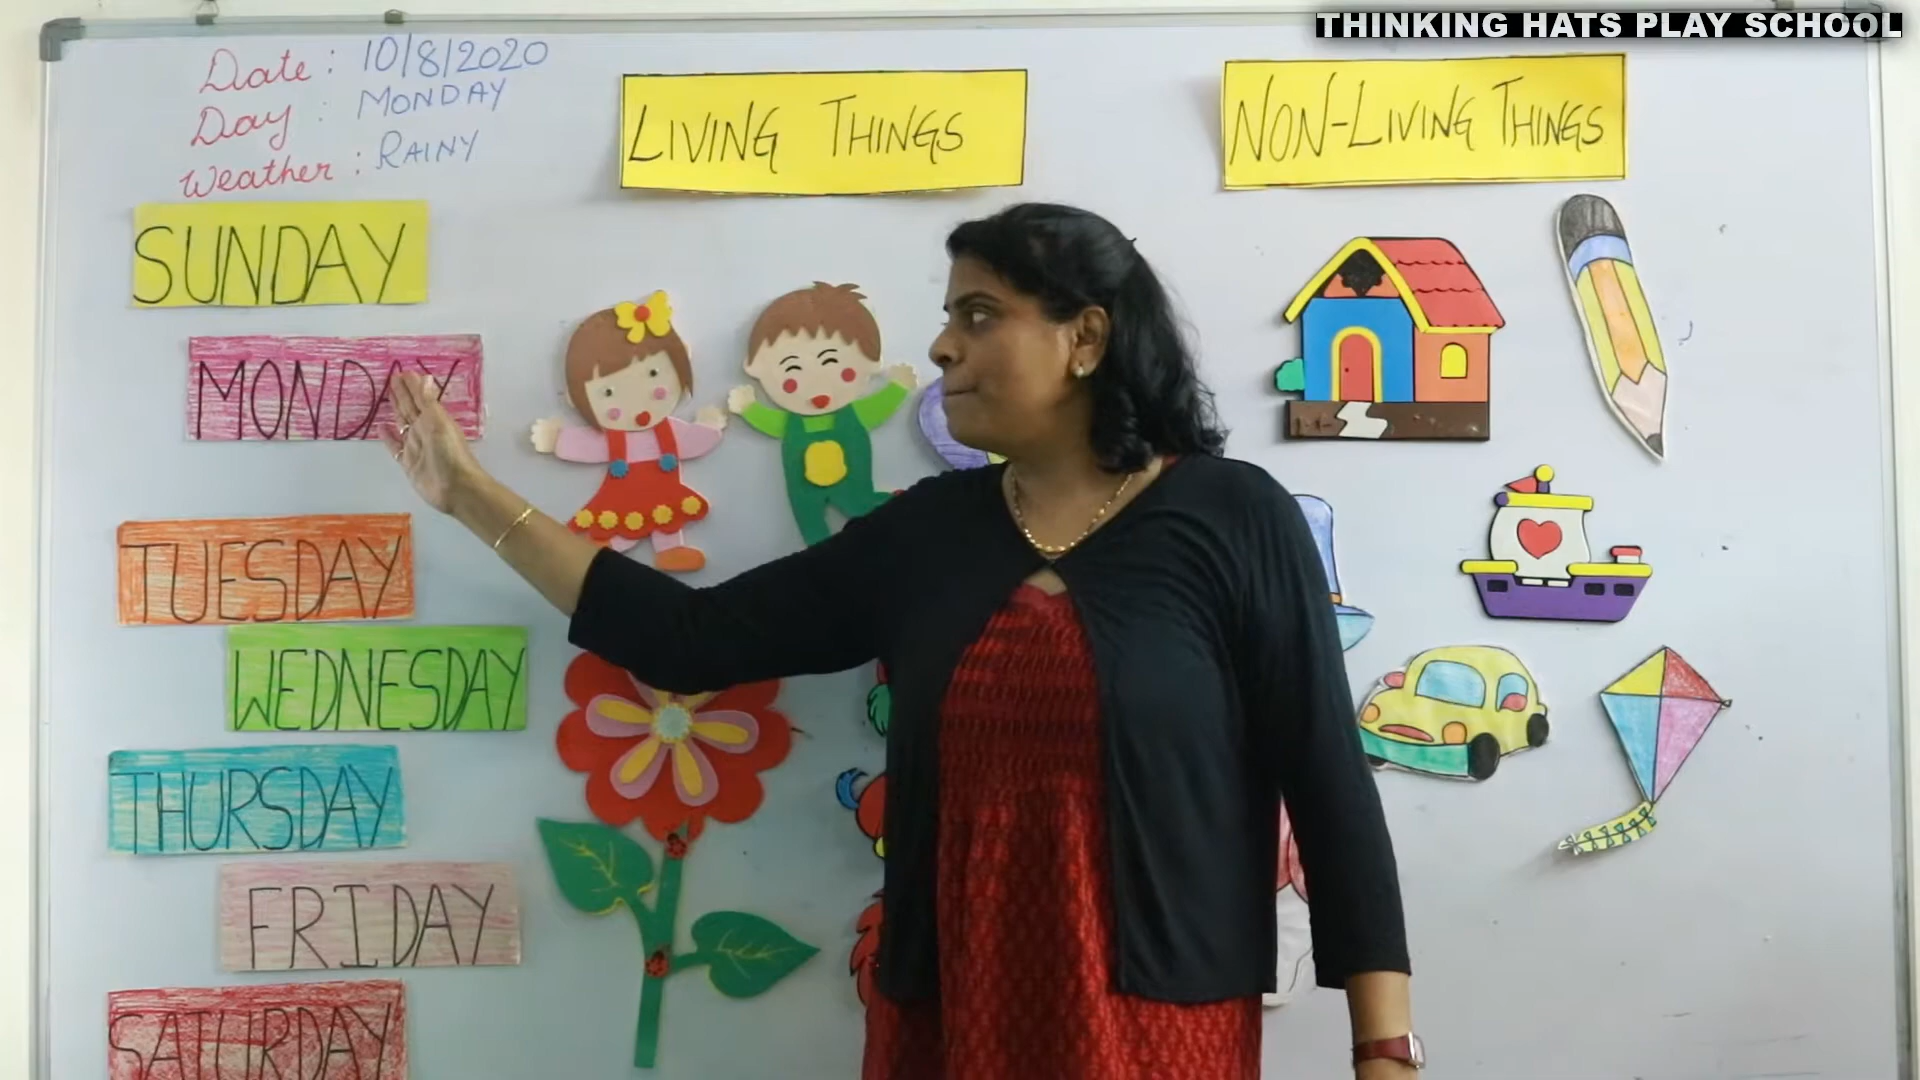 THINKING HATS PLAY SCHOOL
Date: 10/8/2020
Day: MONDAY
Weather: RAINY
LIVING THINGS
NON-LIVING THINGS
SUNDAY
MONDAY
TUESDAY
WEDNESDAY
THURSDAY
FRIDAY
SATURDAY